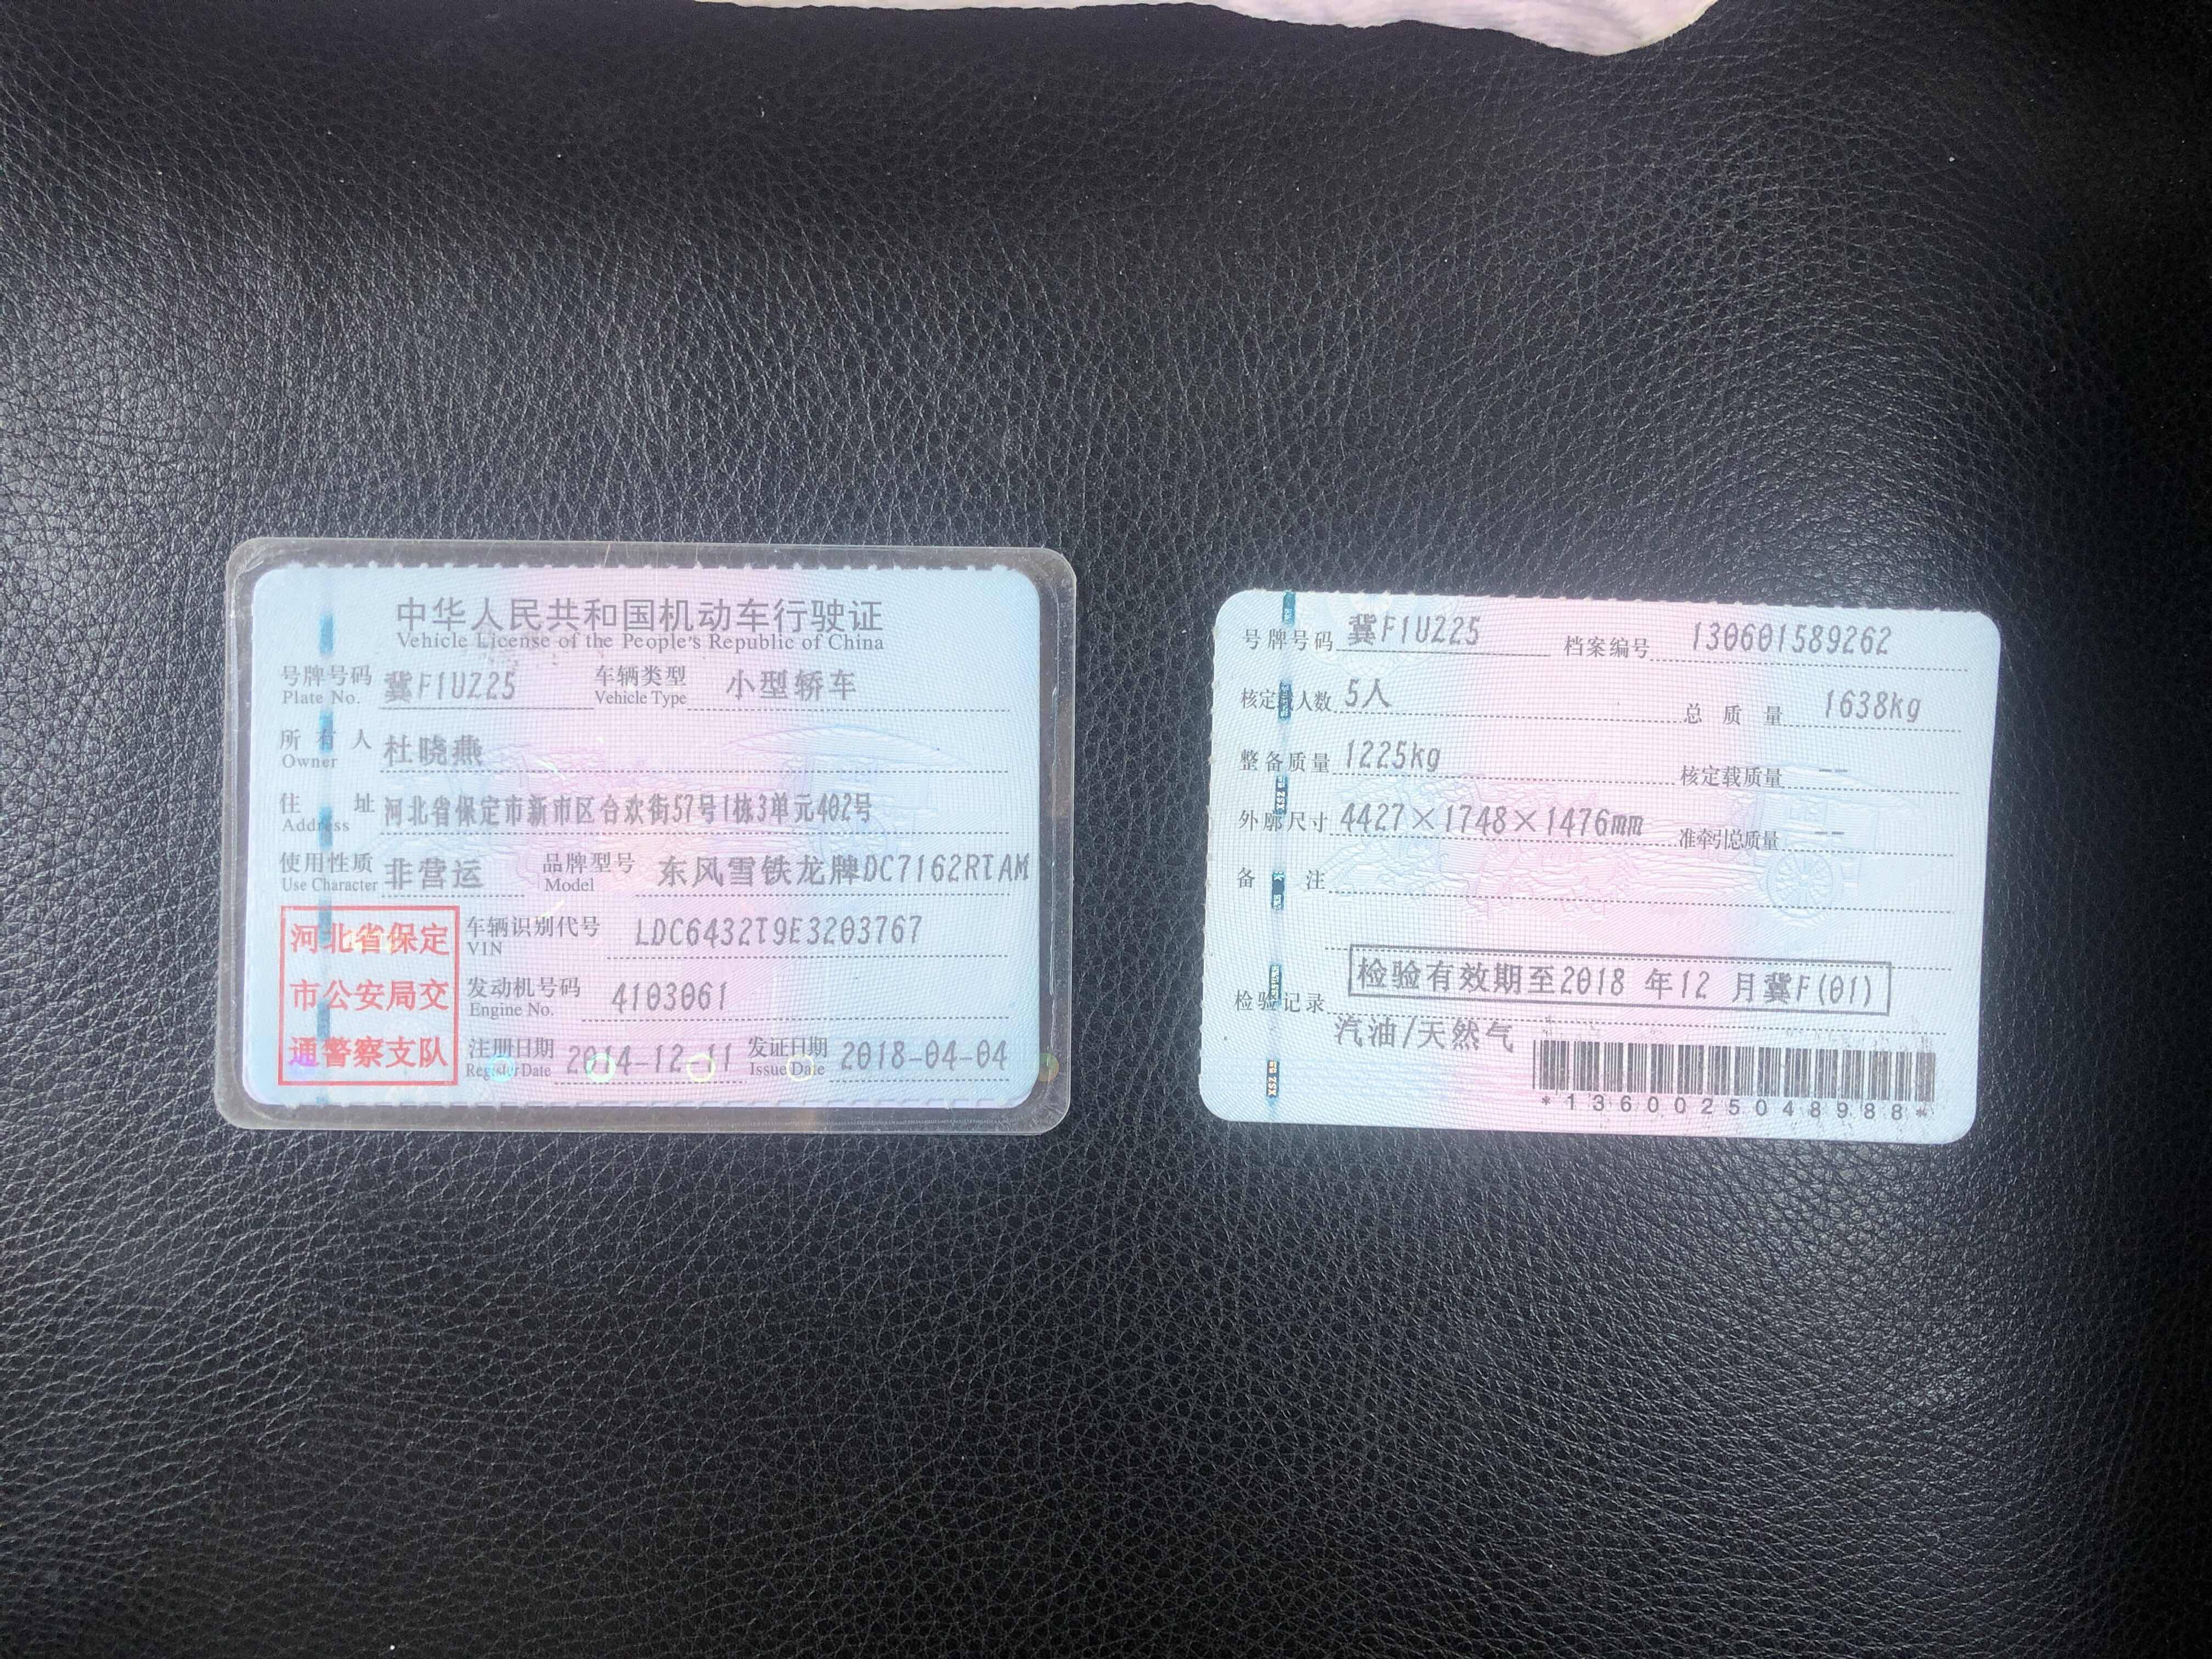 中华人民共和国机动车行驶证
Vehicle License of the People's Republic of China
号牌号码 冀F1UZ25 车辆类型 小型轿车
Plate No. Vehicle Type
所有人 杜晓燕
Owner
住址 河北省保定市新市区合欢街57号1栋3单元402号
Address
使用性质 非营运 品牌型号 东风雪铁龙牌DC7162RTAM
Use Character Model
河北省保定
市公安局交
通警察支队
车辆识别代号 LDC6432T9E3203767
VIN
发动机号码 4103061
Engine No.
注册日期 2014-12-11 发证日期 2018-04-04
Register Date Issue Date
号牌号码 冀F1UZ25 档案编号 130601589262
核定人数 5人 总质量 1638kg
整备质量 1225kg 核定载质量 --
外廓尺寸 4427×1748×1476mm 准牵引总质量 --
备注
检验有效期至2018年12月冀F(01)
检验记录
汽油/天然气
*1360025048988*